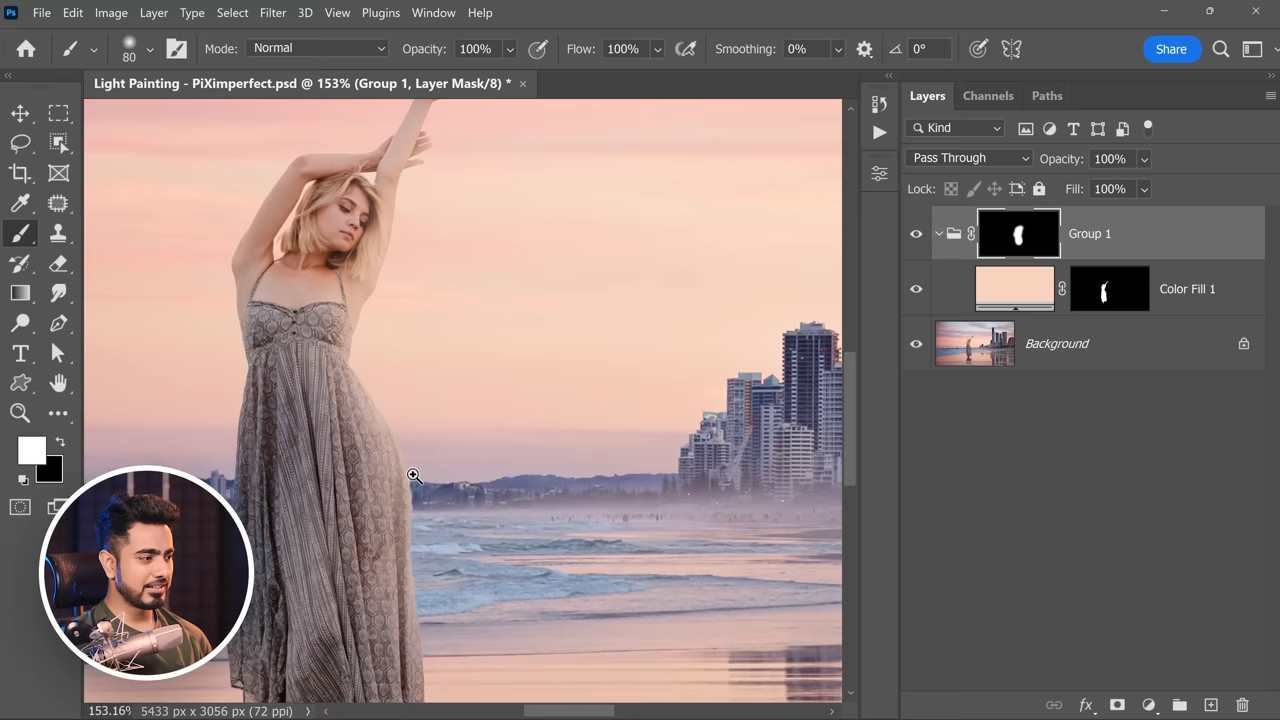 Ps File Edit Image Layer Type Select Filter 3D View Plugins Window Help
80 Mode: Normal Opacity: 100% Flow: 100% Smoothing: 0% 0° Share
Light Painting - PiXimperfect.psd @ 153% (Group 1, Layer Mask/8) * ×
Layers Channels Paths
Kind
Pass Through Opacity: 100%
Lock: Fill: 100%
Group 1
Color Fill 1
Background
153.16% 5433 px x 3056 px (72 ppi)